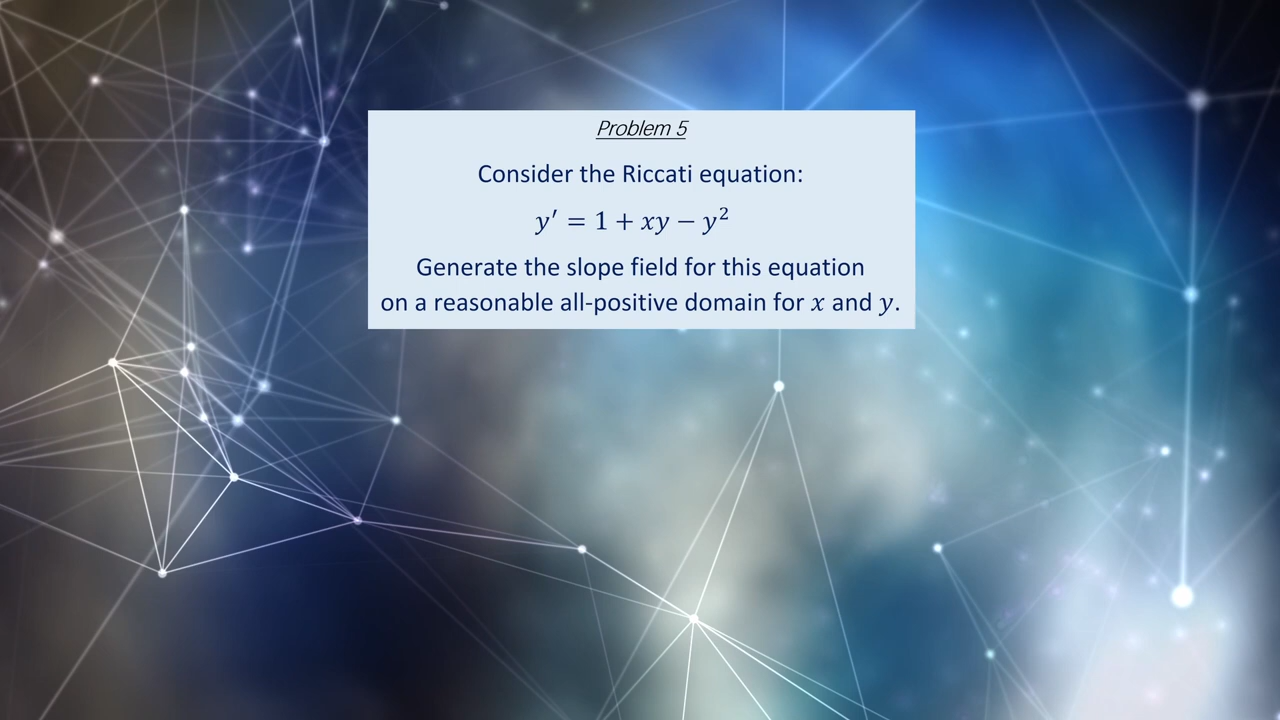 Problem 5
Consider the Riccati equation:
𝑦′ = 1 + 𝑥𝑦 − 𝑦²
Generate the slope field for this equation
on a reasonable all-positive domain for 𝑥 and 𝑦.